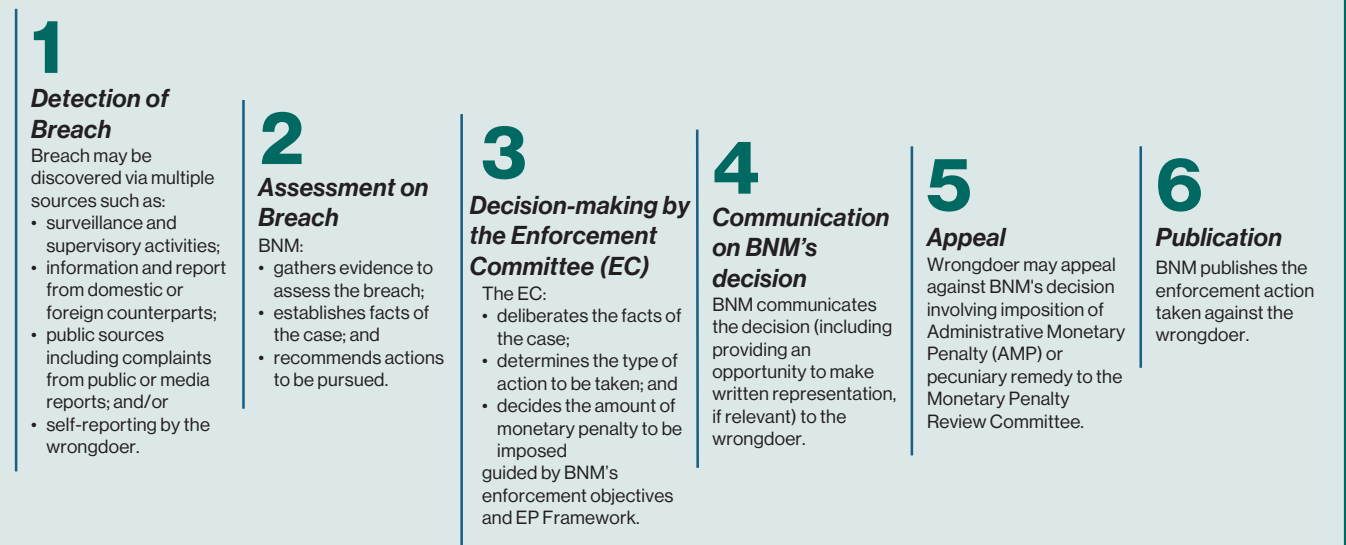 1
Detection of
Breach
Breach may be
discovered via multiple
sources such as:
• surveillance and
supervisory activities;
• information and report
from domestic or
foreign counterparts;
• public sources
including complaints
from public or media
reports; and/or
• self-reporting by the
wrongdoer.
2
Assessment on
Breach
BNM:
• gathers evidence to
assess the breach;
• establishes facts of
the case; and
• recommends actions
to be pursued.
3
Decision-making by
the Enforcement
Committee (EC)
The EC:
• deliberates the facts of
the case;
• determines the type of
action to be taken; and
• decides the amount of
monetary penalty to be
imposed
guided by BNM’s
enforcement objectives
and EP Framework.
4
Communication
on BNM’s
decision
BNM communicates
the decision (including
providing an
opportunity to make
written representation,
if relevant) to the
wrongdoer.
5
Appeal
Wrongdoer may appeal
against BNM's decision
involving imposition of
Administrative Monetary
Penalty (AMP) or
pecuniary remedy to the
Monetary Penalty
Review Committee.
6
Publication
BNM publishes the
enforcement action
taken against the
wrongdoer.